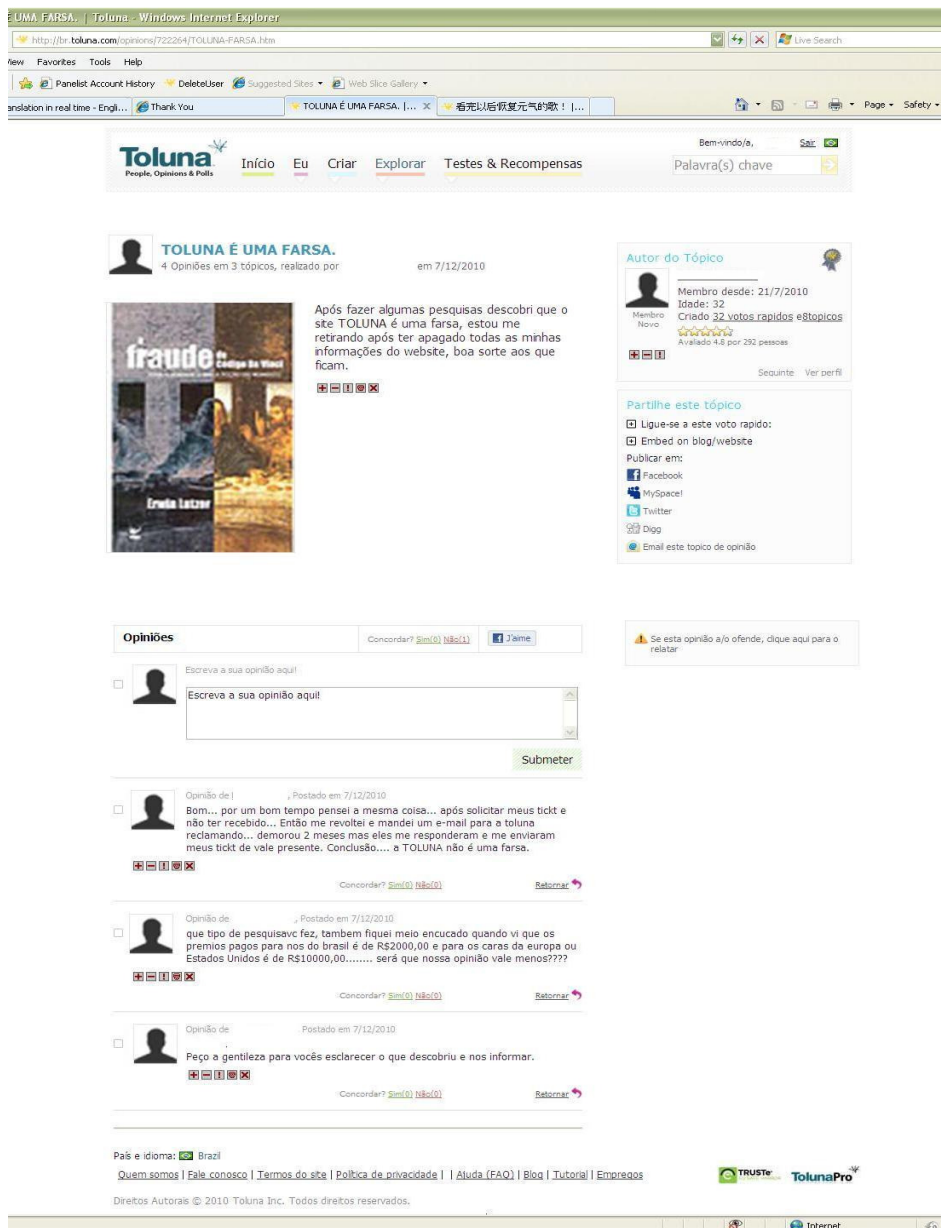 É UMA FARSA. | Toluna - Windows Internet Explorer
http://br.toluna.com/opinions/722264/TOLUNA-FARSA.htm
Live Search
View Favorites Tools Help
Panelist Account History DeleteUser Suggested Sites Web Slice Gallery
anslation in real time - Engli... Thank You TOLUNA É UMA FARSA. |... 看完以后恢复元气的歌！ |... Page Safety
Bem-vindo/a, Sair
Toluna
People, Opinions & Polls
Início Eu Criar Explorar Testes & Recompensas
Palavra(s) chave
TOLUNA É UMA FARSA.
4 Opiniões em 3 tópicos, realizado por em 7/12/2010
Após fazer algumas pesquisas descobri que o
site TOLUNA é uma farsa, estou me
retirando após ter apagado todas as minhas
informações do website, boa sorte aos que
ficam.
fraude
código da vinci
Erwin Lutzer
Autor do Tópico
Membro desde: 21/7/2010
Idade: 32
Criado 32 votos rapidos e8topicos
Membro
Novo
Avaliado 4.8 por 292 pessoas
Seguinte Ver perfil
Partilhe este tópico
Ligue-se a este voto rapido:
Embed on blog/website
Publicar em:
Facebook
MySpace!
Twitter
Digg
Email este topico de opinião
Opiniões Concordar? Sim(0) Não(1) J'aime
Se esta opinião a/o ofende, clique aqui para o
relatar
Escreva a sua opinião aqui!
Escreva a sua opinião aqui!
Submeter
Opinião de , Postado em 7/12/2010
Bom... por um bom tempo pensei a mesma coisa... após solicitar meus tickt e
não ter recebido... Então me revoltei e mandei um e-mail para a toluna
reclamando... demorou 2 meses mas eles me responderam e me enviaram
meus tickt de vale presente. Conclusão.... a TOLUNA não é uma farsa.
Concordar? Sim(0) Não(0) Retornar
Opinião de , Postado em 7/12/2010
que tipo de pesquisavc fez, tambem fiquei meio encucado quando vi que os
premios pagos para nos do brasil é de R$2000,00 e para os caras da europa ou
Estados Unidos é de R$10000,00........ será que nossa opinião vale menos????
Concordar? Sim(0) Não(0) Retornar
Opinião de Postado em 7/12/2010
Peço a gentileza para vocês esclarecer o que descobriu e nos informar.
Concordar? Sim(0) Não(0) Retornar
País e idioma: Brazil
Quem somos | Fale conosco | Termos do site | Política de privacidade | | Ajuda (FAQ) | Blog | Tutorial | Empregos
TRUSTe TolunaPro
Direitos Autorais © 2010 Toluna Inc. Todos direitos reservados.
Internet